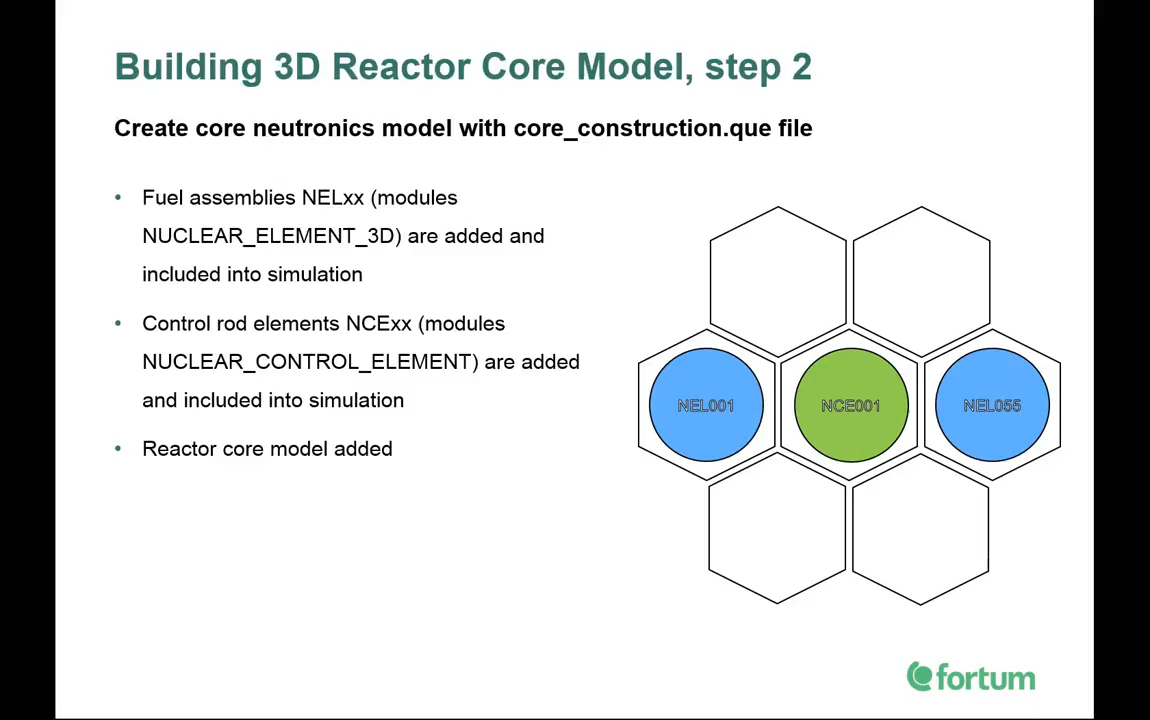 Building 3D Reactor Core Model, step 2
Create core neutronics model with core_construction.que file
• Fuel assemblies NELxx (modules
NUCLEAR_ELEMENT_3D) are added and
included into simulation
• Control rod elements NCExx (modules
NUCLEAR_CONTROL_ELEMENT) are added
and included into simulation
• Reactor core model added
NEL001
NCE001
NEL055
fortum